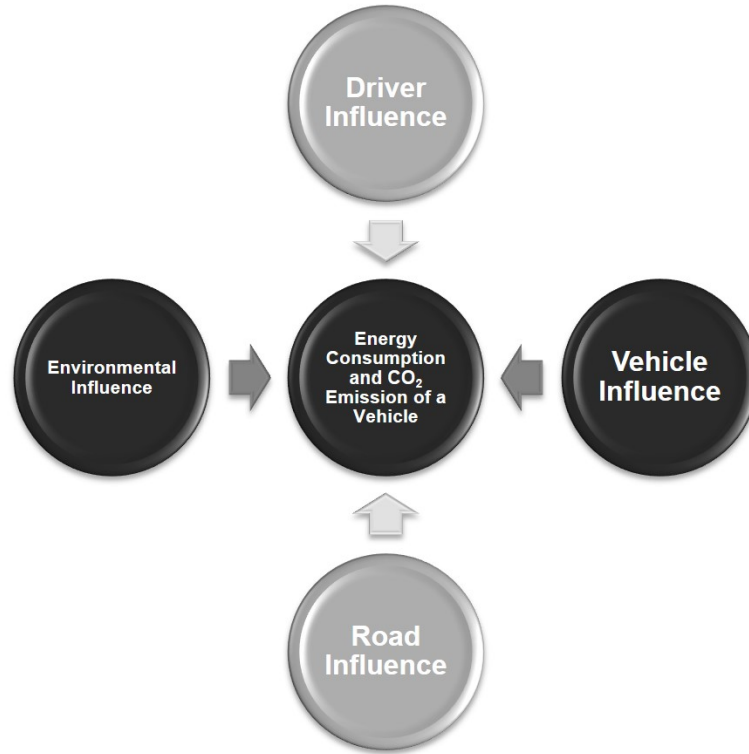 Driver
Influence
Environmental
Influence
Energy
Consumption
and CO₂
Emission of a
Vehicle
Vehicle
Influence
Road
Influence